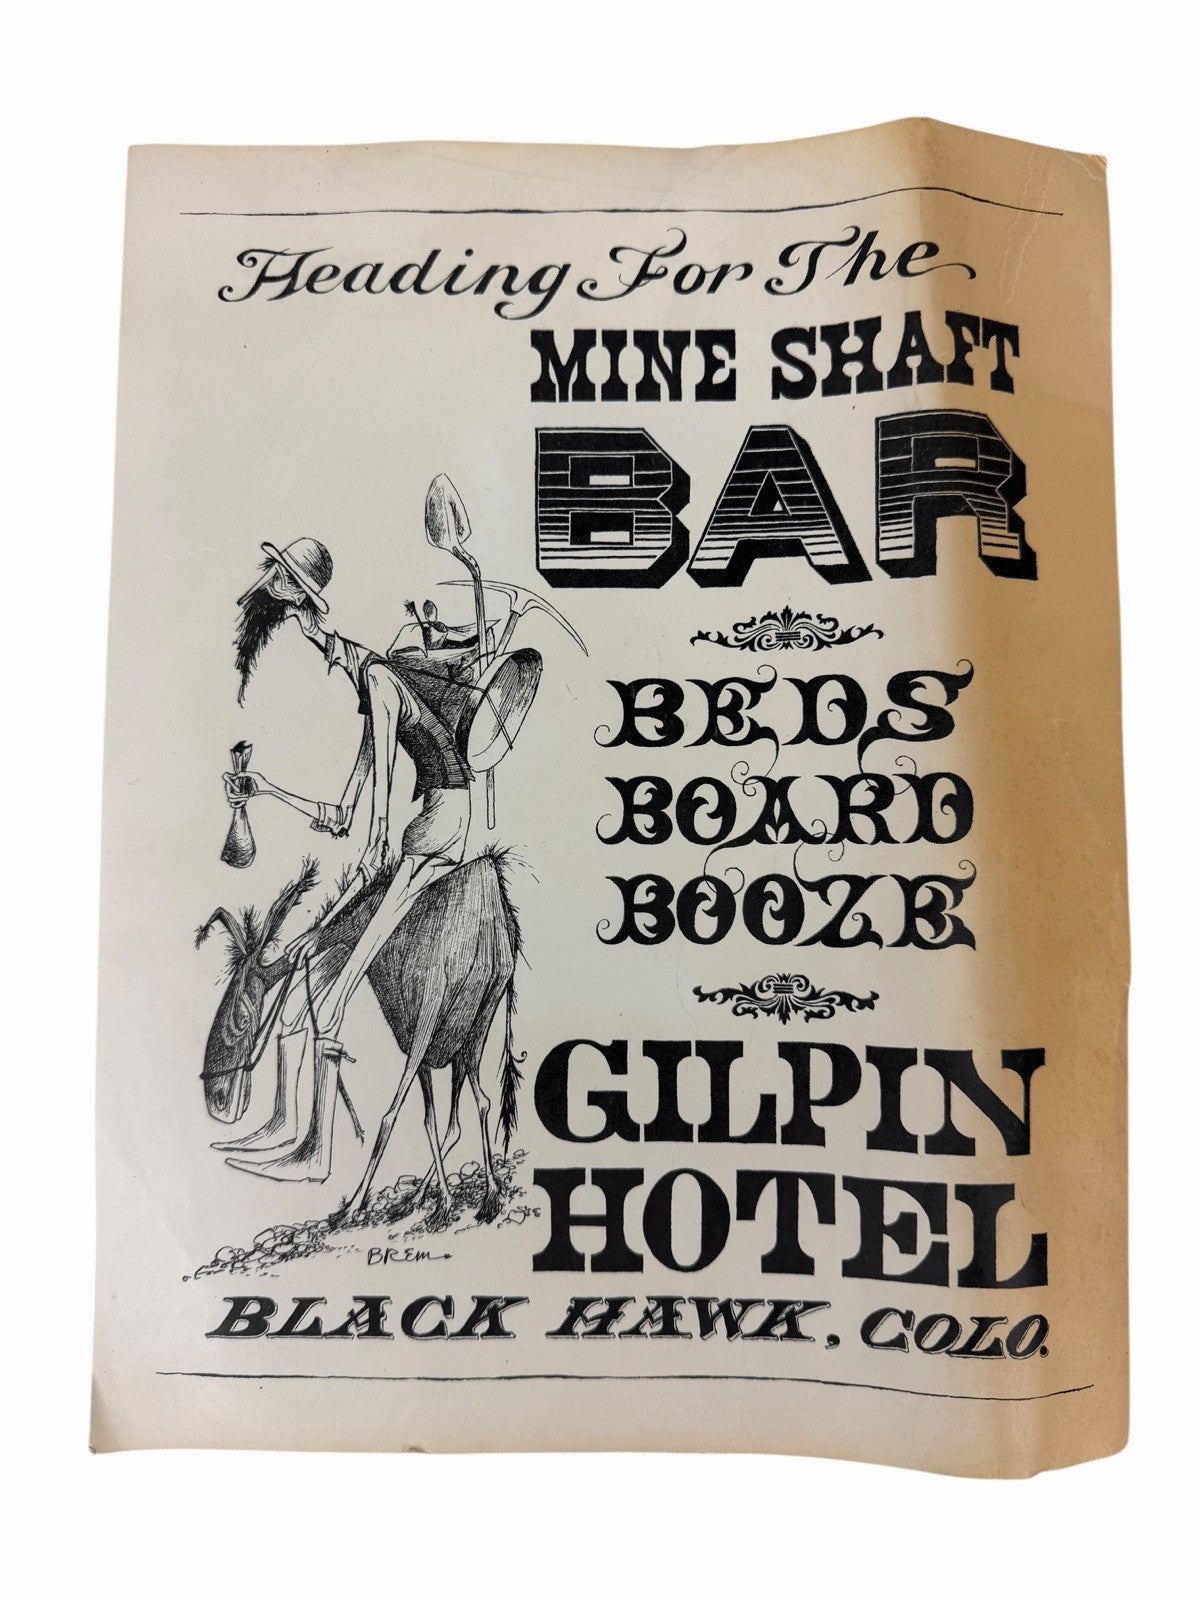 Heading For The
MINE SHAFT
BAR
BEDS
BOARD
BOOZE
GILPIN
HOTEL
BREM.
BLACK HAWK, COLO.